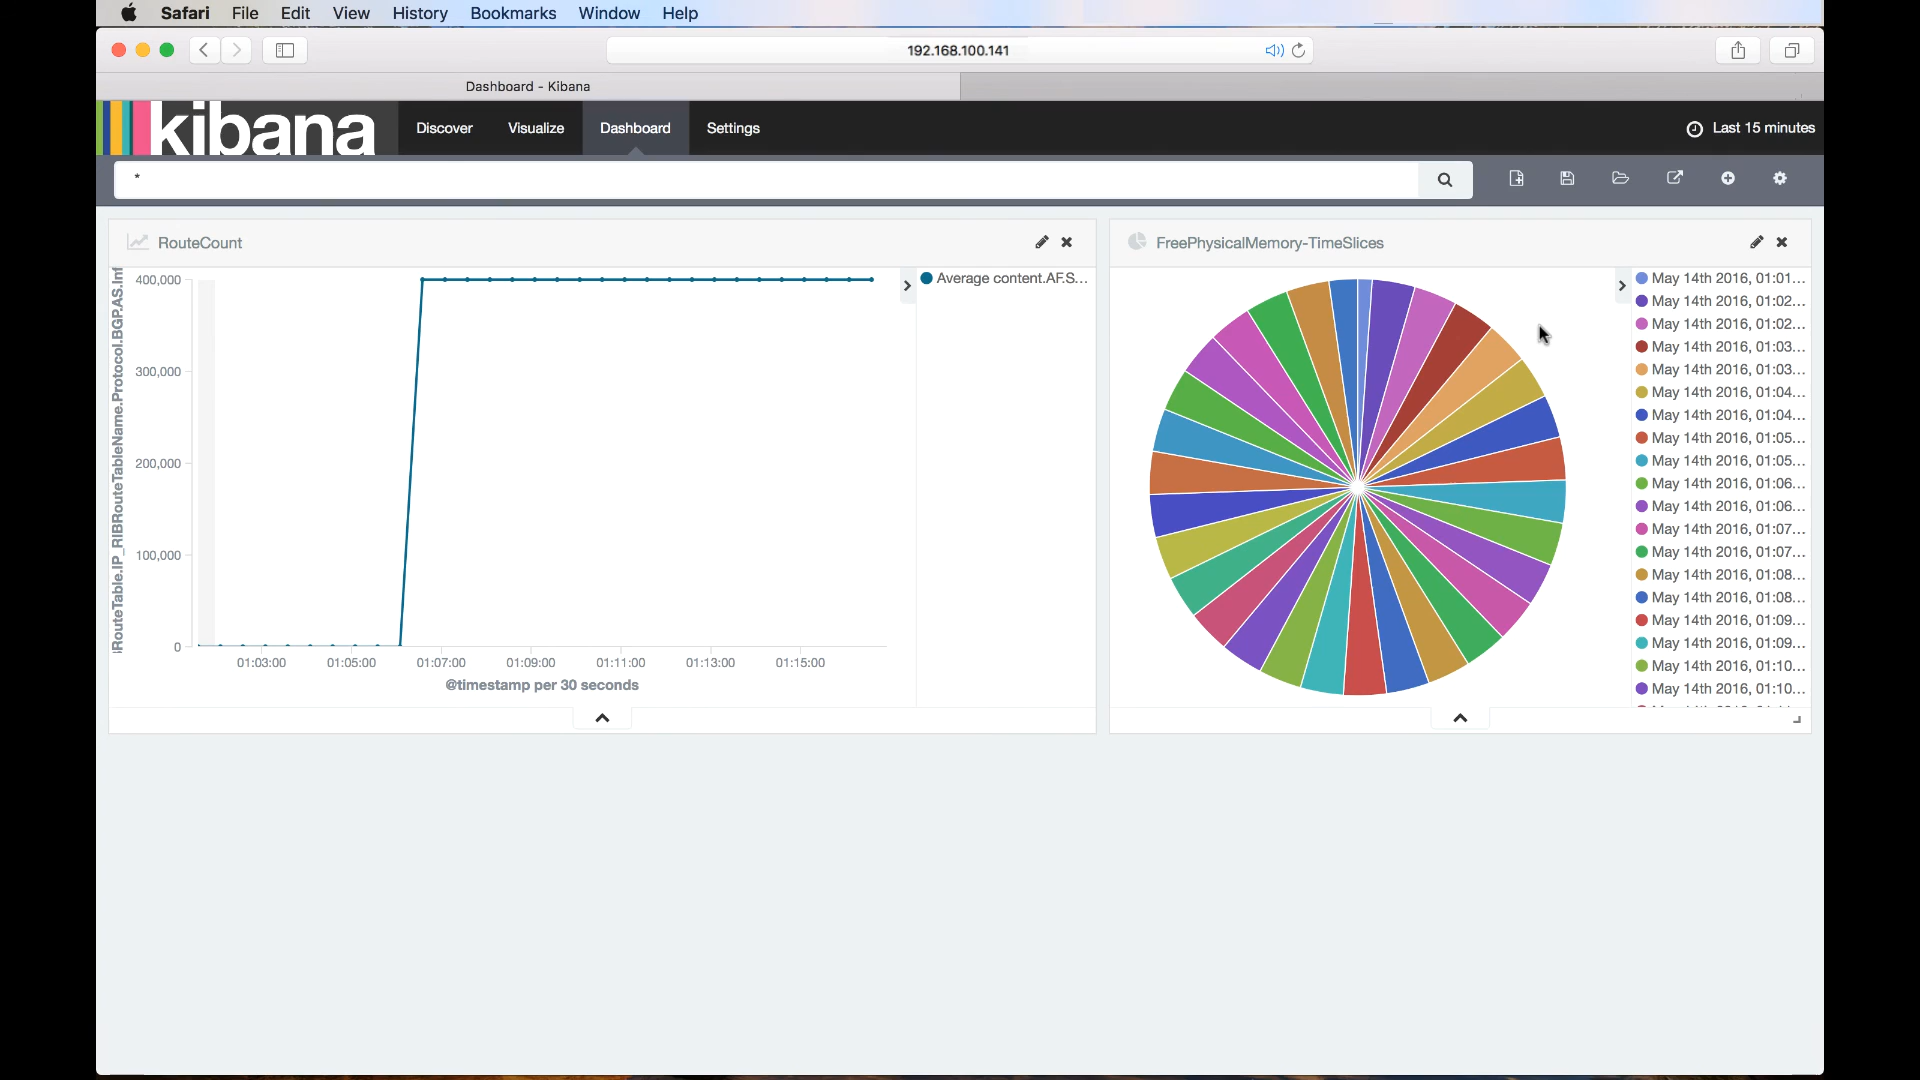 Safari File Edit View History Bookmarks Window Help
192.168.100.141
Dashboard - Kibana
kibana Discover Visualize Dashboard Settings Last 15 minutes
*
RouteCount
RouteTable.IP_RIBRouteTableName.Protocol.BGP.AS.Inf
400,000
300,000
200,000
100,000
0
01:03:00 01:05:00 01:07:00 01:09:00 01:11:00 01:13:00 01:15:00
@timestamp per 30 seconds
Average content.AF.S...
FreePhysicalMemory-TimeSlices
May 14th 2016, 01:01...
May 14th 2016, 01:02...
May 14th 2016, 01:02...
May 14th 2016, 01:03...
May 14th 2016, 01:03...
May 14th 2016, 01:04...
May 14th 2016, 01:04...
May 14th 2016, 01:05...
May 14th 2016, 01:05...
May 14th 2016, 01:06...
May 14th 2016, 01:06...
May 14th 2016, 01:07...
May 14th 2016, 01:07...
May 14th 2016, 01:08...
May 14th 2016, 01:08...
May 14th 2016, 01:09...
May 14th 2016, 01:09...
May 14th 2016, 01:10...
May 14th 2016, 01:10...